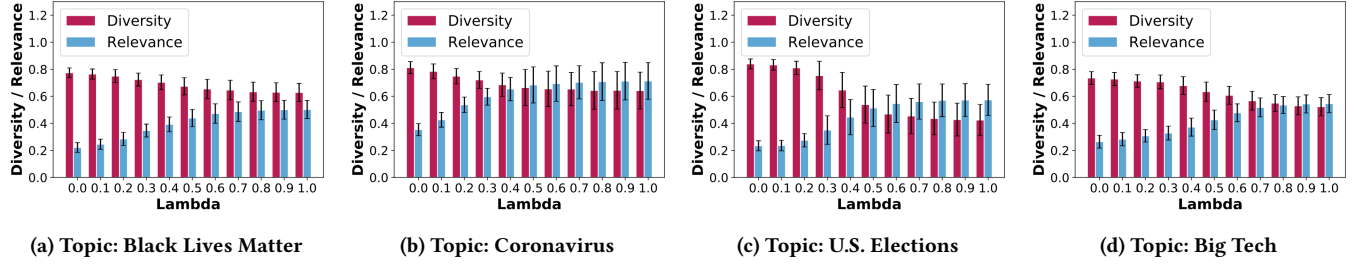 Diversity / Relevance
1.2
1.0
0.8
0.6
0.4
0.2
0.0
Diversity
Relevance
0.0 0.1 0.2 0.3 0.4 0.5 0.6 0.7 0.8 0.9 1.0
Lambda
(a) Topic: Black Lives Matter
Diversity / Relevance
1.2
1.0
0.8
0.6
0.4
0.2
0.0
Diversity
Relevance
0.0 0.1 0.2 0.3 0.4 0.5 0.6 0.7 0.8 0.9 1.0
Lambda
(b) Topic: Coronavirus
Diversity / Relevance
1.2
1.0
0.8
0.6
0.4
0.2
0.0
Diversity
Relevance
0.0 0.1 0.2 0.3 0.4 0.5 0.6 0.7 0.8 0.9 1.0
Lambda
(c) Topic: U.S. Elections
Diversity / Relevance
1.2
1.0
0.8
0.6
0.4
0.2
0.0
Diversity
Relevance
0.0 0.1 0.2 0.3 0.4 0.5 0.6 0.7 0.8 0.9 1.0
Lambda
(d) Topic: Big Tech